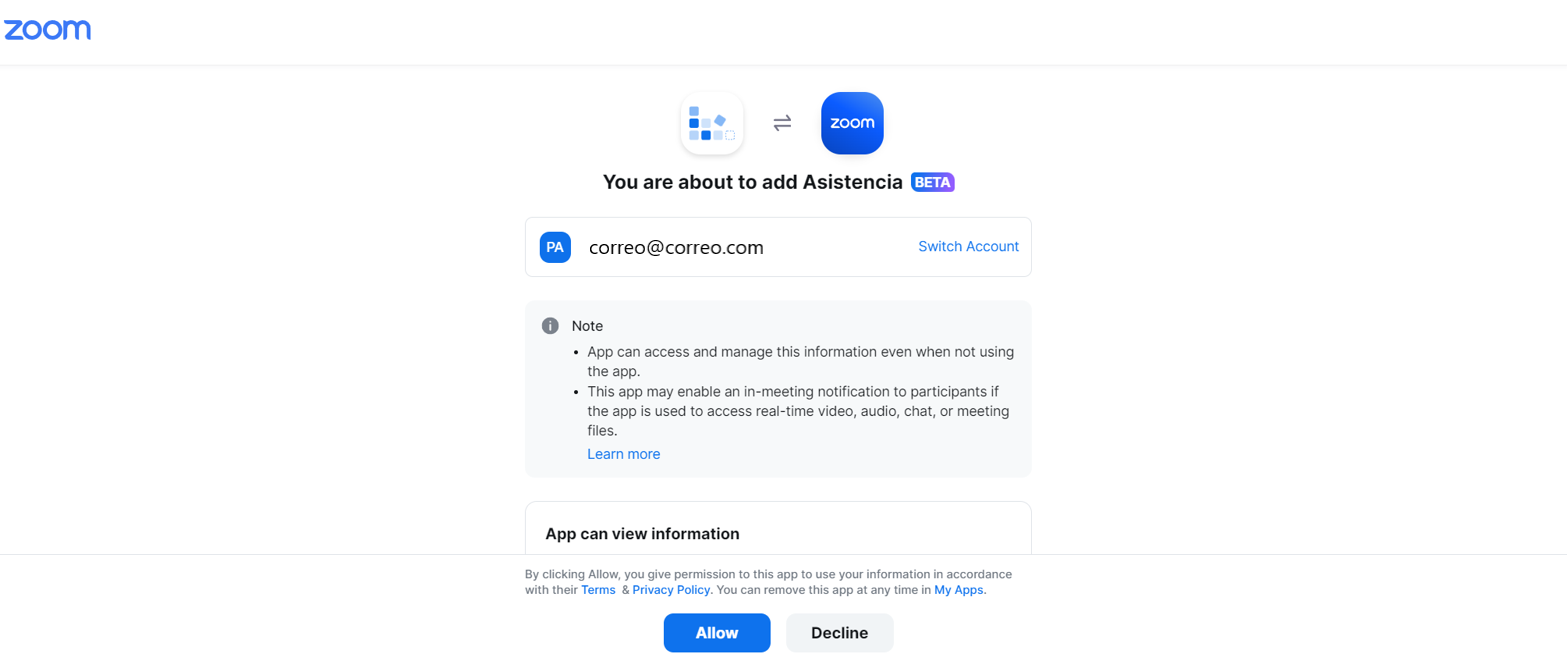 zoom
zoom
You are about to add Asistencia BETA
PA correo@correo.com Switch Account
Note
• App can access and manage this information even when not using
the app.
• This app may enable an in-meeting notification to participants if
the app is used to access real-time video, audio, chat, or meeting
files.
Learn more
App can view information
By clicking Allow, you give permission to this app to use your information in accordance
with their Terms & Privacy Policy. You can remove this app at any time in My Apps.
Allow Decline